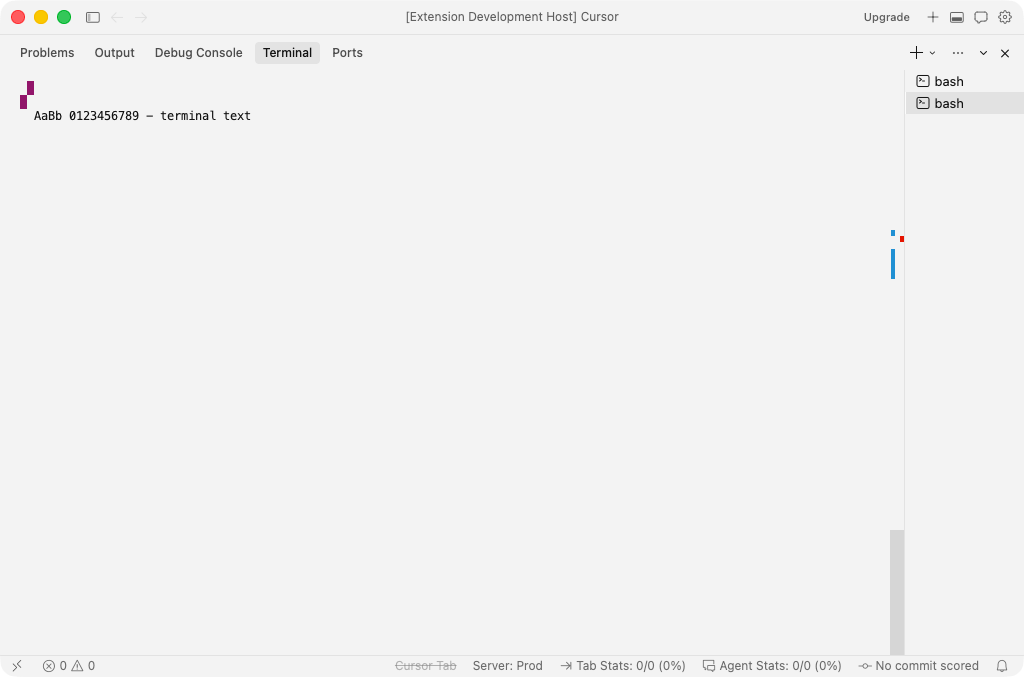 [Extension Development Host] Cursor
Upgrade
Problems Output Debug Console Terminal Ports
bash
bash
AaBb 0123456789 – terminal text
0 0 Cursor Tab Server: Prod Tab Stats: 0/0 (0%) Agent Stats: 0/0 (0%) No commit scored